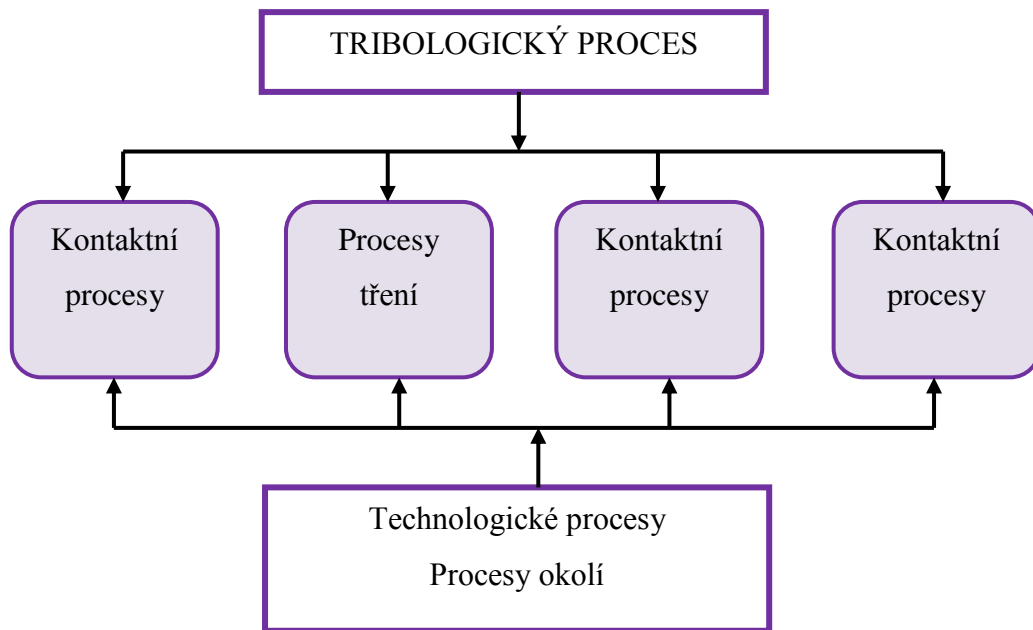 TRIBOLOGICKÝ PROCES
Kontaktní
procesy
Procesy
tření
Kontaktní
procesy
Kontaktní
procesy
Technologické procesy
Procesy okolí